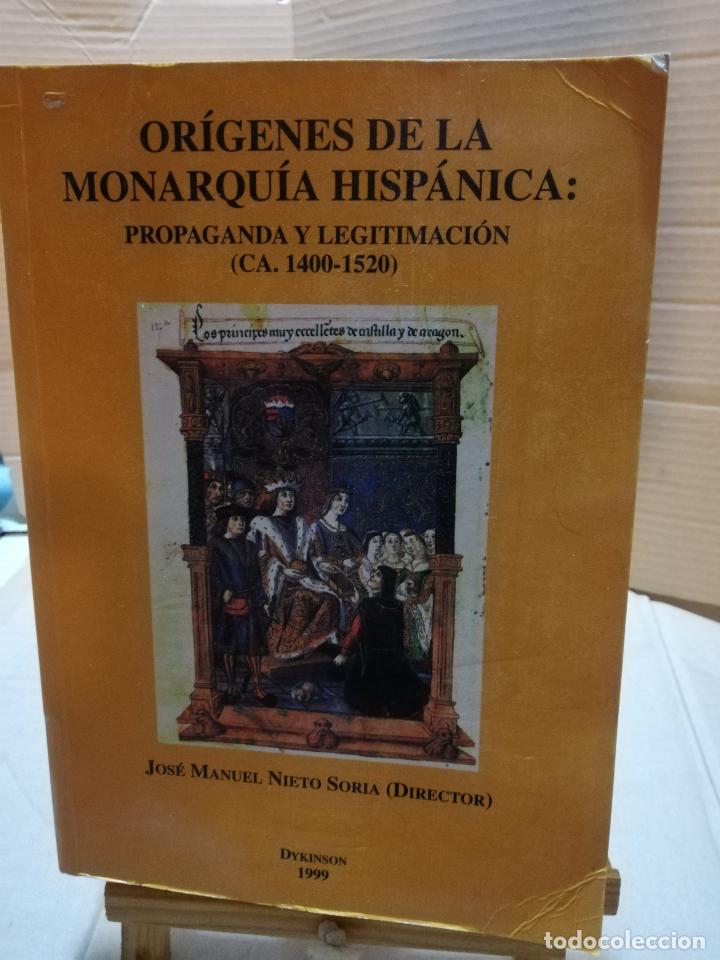 ORÍGENES DE LA
MONARQUÍA HISPÁNICA:
PROPAGANDA Y LEGITIMACIÓN
(CA. 1400-1520)
Los principes muy eccellẽtes de castilla y de aragon.
JOSÉ MANUEL NIETO SORIA (DIRECTOR)
DYKINSON
1999
todocoleccion